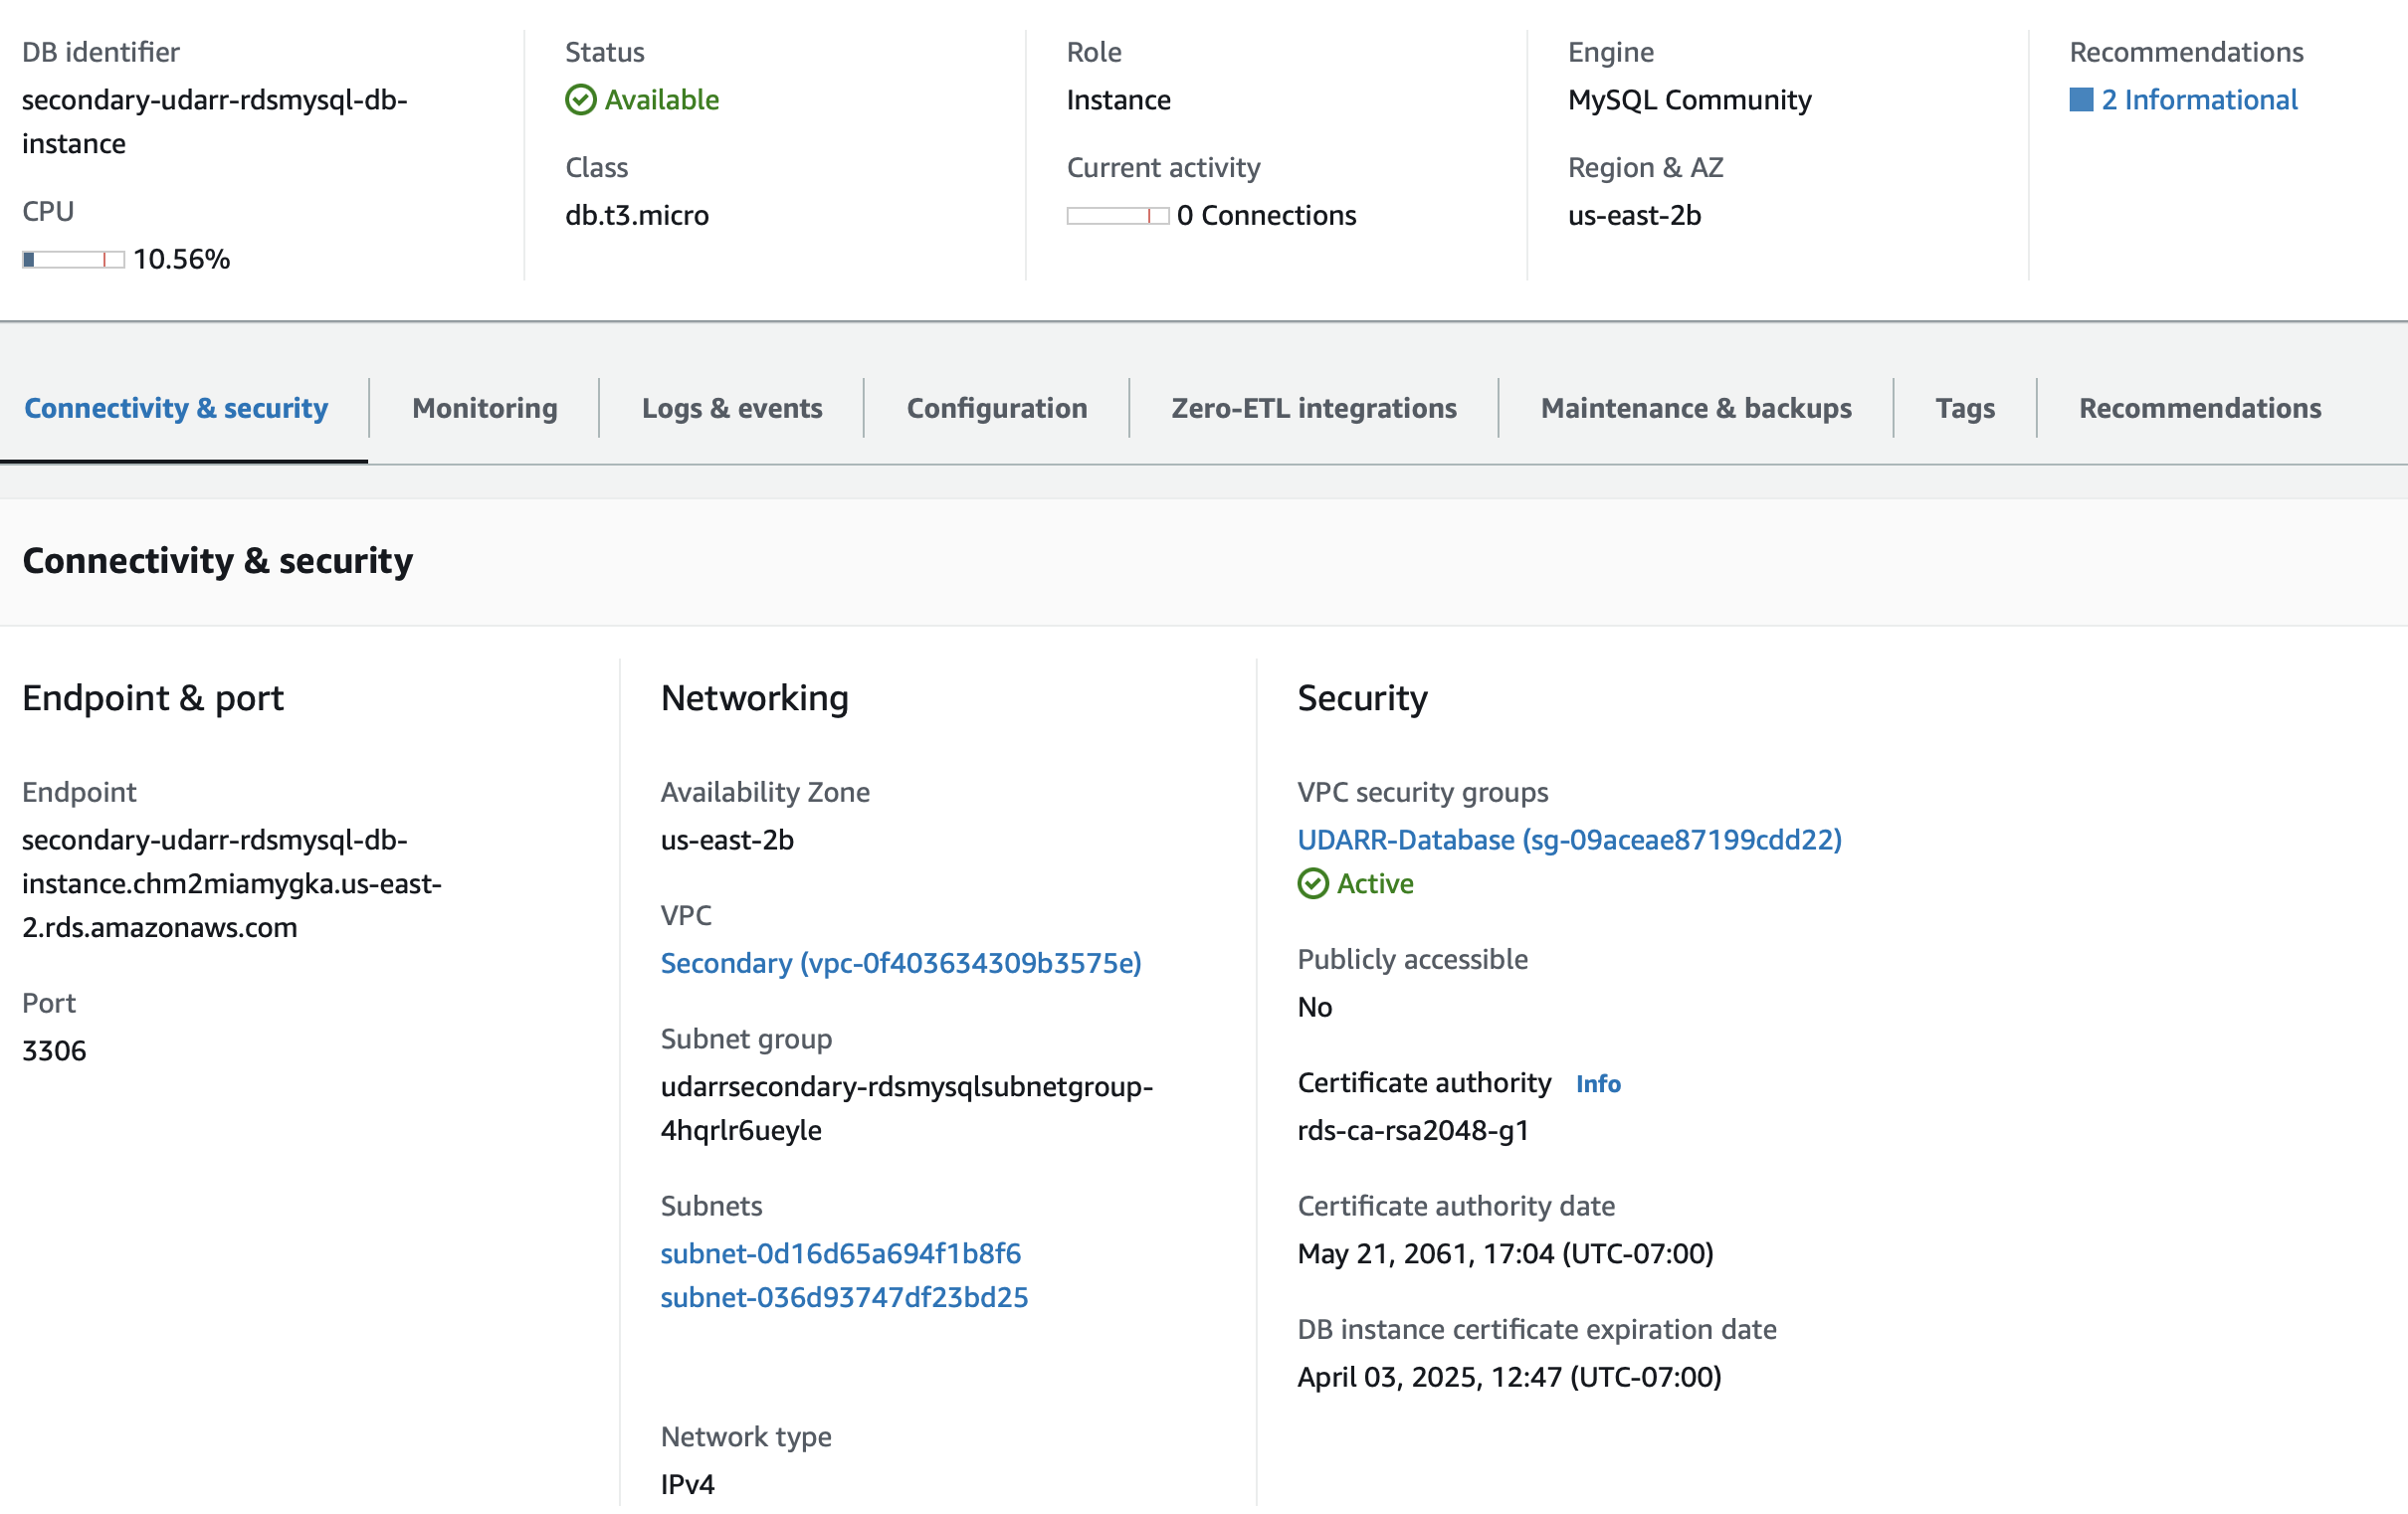 DB identifier
secondary-udarr-rdsmysql-db-
instance
CPU
10.56%
Status
Available
Class
db.t3.micro
Role
Instance
Current activity
0 Connections
Engine
MySQL Community
Region & AZ
us-east-2b
Recommendations
2 Informational
Connectivity & security
Monitoring
Logs & events
Configuration
Zero-ETL integrations
Maintenance & backups
Tags
Recommendations
Connectivity & security
Endpoint & port
Endpoint
secondary-udarr-rdsmysql-db-
instance.chm2miamygka.us-east-
2.rds.amazonaws.com
Port
3306
Networking
Availability Zone
us-east-2b
VPC
Secondary (vpc-0f403634309b3575e)
Subnet group
udarrsecondary-rdsmysqlsubnetgroup-
4hqrlr6ueyle
Subnets
subnet-0d16d65a694f1b8f6
subnet-036d93747df23bd25
Network type
IPv4
Security
VPC security groups
UDARR-Database (sg-09aceae87199cdd22)
Active
Publicly accessible
No
Certificate authority Info
rds-ca-rsa2048-g1
Certificate authority date
May 21, 2061, 17:04 (UTC-07:00)
DB instance certificate expiration date
April 03, 2025, 12:47 (UTC-07:00)